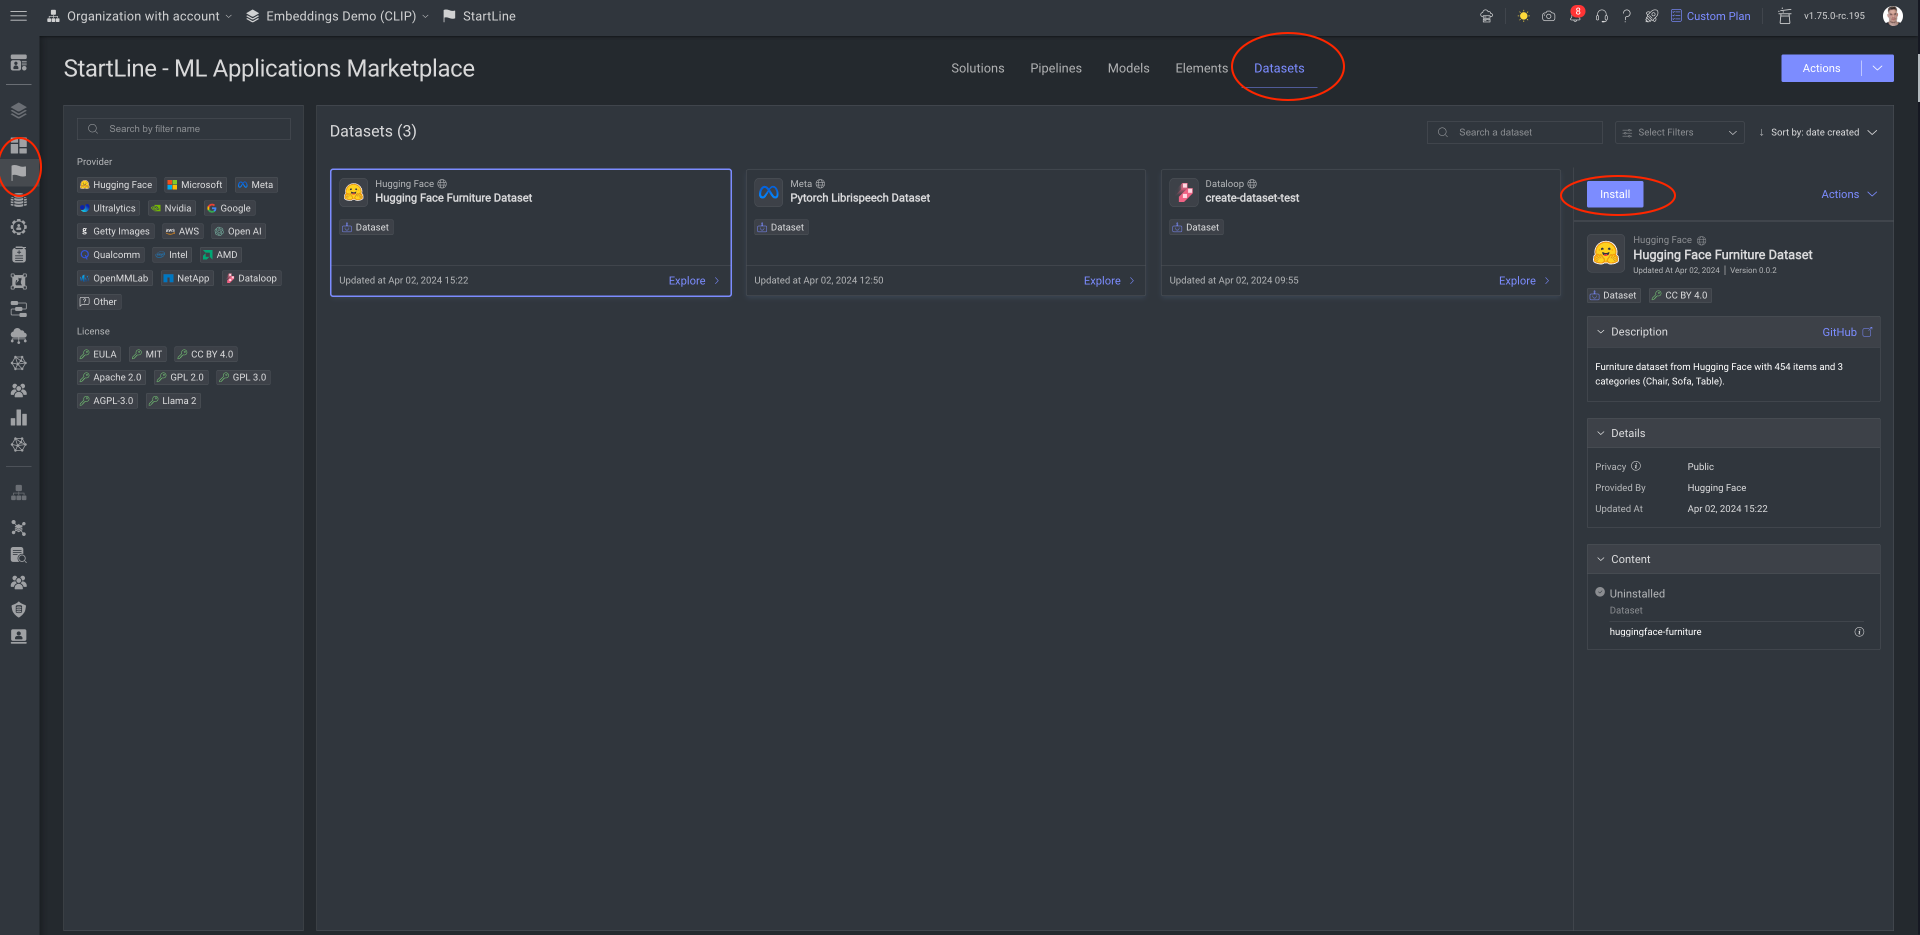 Organization with account
Embeddings Demo (CLIP)
StartLine
8
Custom Plan
v1.75.0-rc.195
StartLine - ML Applications Marketplace
Solutions
Pipelines
Models
Elements
Datasets
Actions
Search by filter name
Provider
Hugging Face
Microsoft
Meta
Ultralytics
Nvidia
Google
Getty Images
AWS
Open AI
Qualcomm
Intel
AMD
OpenMMLab
NetApp
Dataloop
Other
License
EULA
MIT
CC BY 4.0
Apache 2.0
GPL 2.0
GPL 3.0
AGPL-3.0
Llama 2
Datasets (3)
Search a dataset
Select Filters
Sort by: date created
Hugging Face
Hugging Face Furniture Dataset
Dataset
Updated at Apr 02, 2024 15:22
Explore
Meta
Pytorch Librispeech Dataset
Dataset
Updated at Apr 02, 2024 12:50
Explore
Dataloop
create-dataset-test
Dataset
Updated at Apr 02, 2024 09:55
Explore
Install
Actions
Hugging Face
Hugging Face Furniture Dataset
Updated At Apr 02, 2024 | Version 0.0.2
Dataset
CC BY 4.0
Description
GitHub
Furniture dataset from Hugging Face with 454 items and 3
categories (Chair, Sofa, Table).
Details
Privacy
Public
Provided By
Hugging Face
Updated At
Apr 02, 2024 15:22
Content
Uninstalled
Dataset
huggingface-furniture